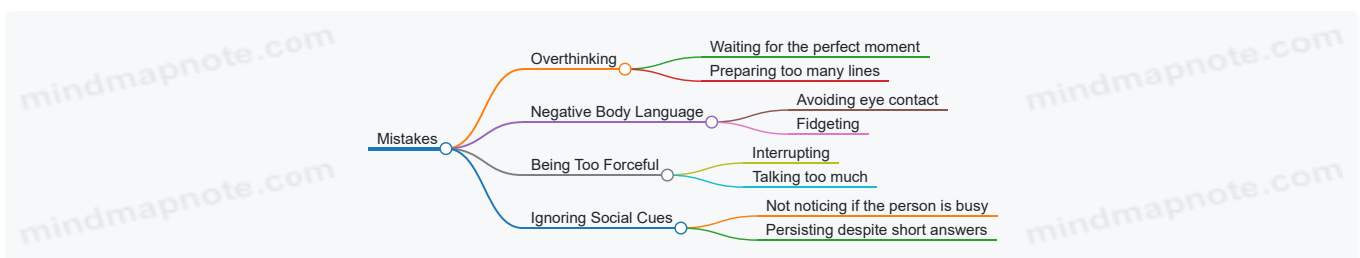 mindmapnote.com
mindmapnote.com
Mistakes
Overthinking
Waiting for the perfect moment
Preparing too many lines
Negative Body Language
Avoiding eye contact
Fidgeting
Being Too Forceful
Interrupting
Talking too much
Ignoring Social Cues
Not noticing if the person is busy
Persisting despite short answers
mindmapnote.com
mindmapnote.com